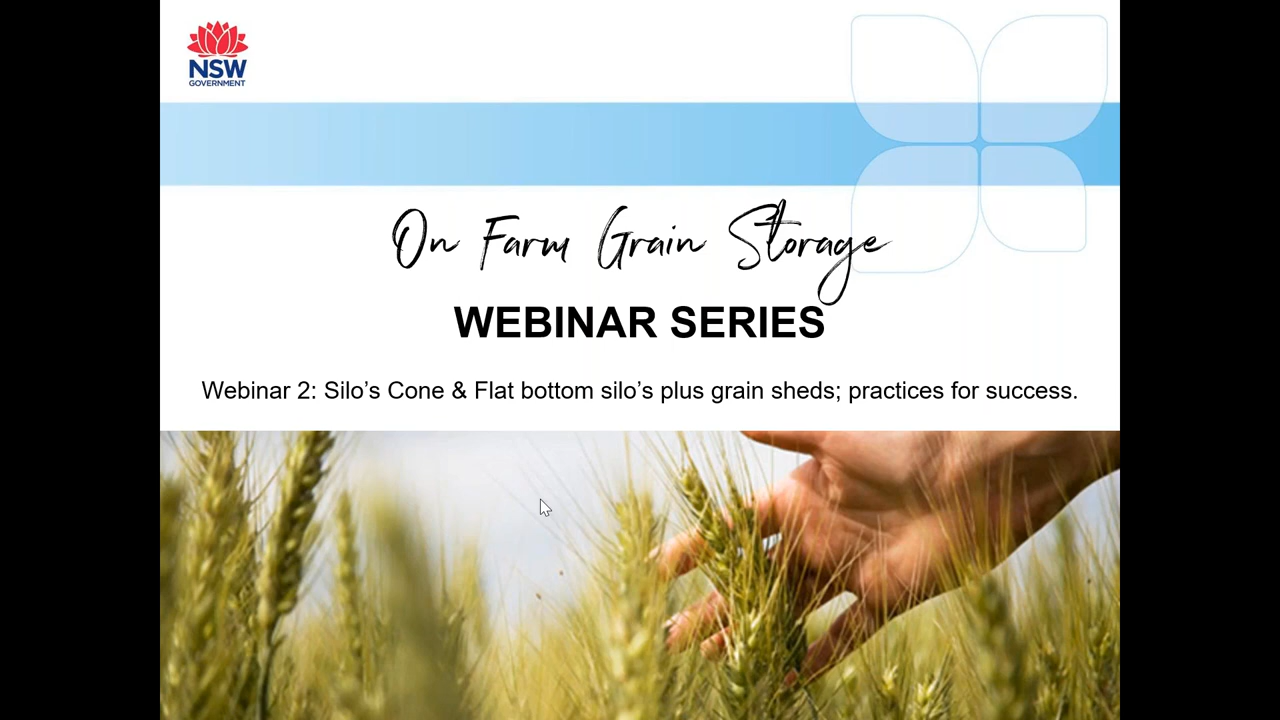 NSW
GOVERNMENT
On Farm Grain Storage
WEBINAR SERIES
Webinar 2: Silo’s Cone & Flat bottom silo’s plus grain sheds; practices for success.